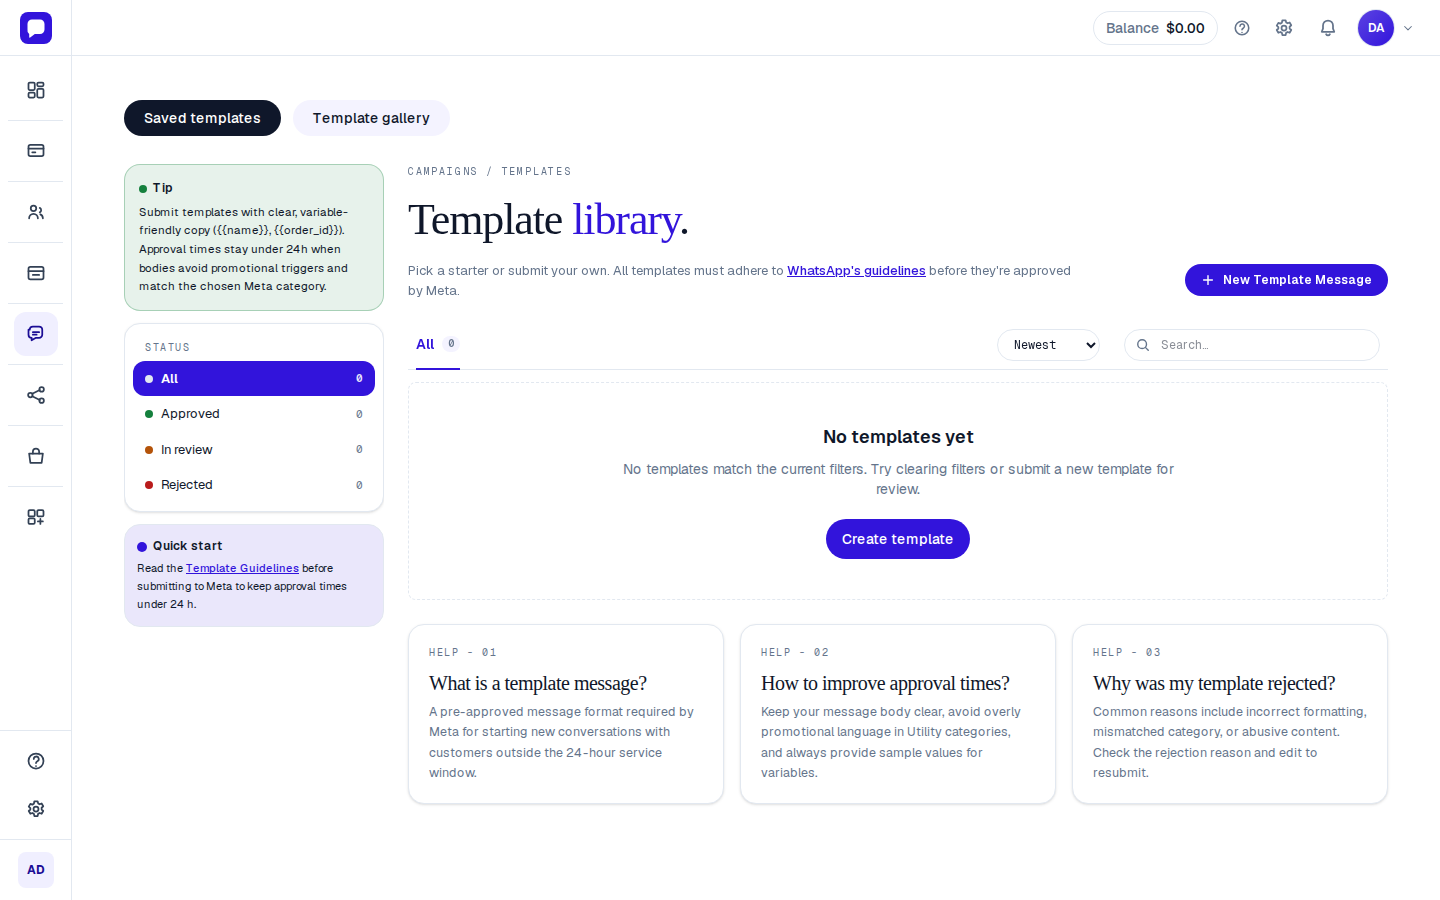 Balance $0.00
DA
Saved templates
Template gallery
Tip
Submit templates with clear, variable-
friendly copy ({{name}}, {{order_id}}).
Approval times stay under 24h when
bodies avoid promotional triggers and
match the chosen Meta category.
STATUS
All 0
Approved 0
In review 0
Rejected 0
Quick start
Read the Template Guidelines before
submitting to Meta to keep approval times
under 24 h.
CAMPAIGNS / TEMPLATES
Template library.
Pick a starter or submit your own. All templates must adhere to WhatsApp's guidelines before they're approved
by Meta.
New Template Message
All 0
Newest
Search...
No templates yet
No templates match the current filters. Try clearing filters or submit a new template for
review.
Create template
HELP - 01
What is a template message?
A pre-approved message format required by
Meta for starting new conversations with
customers outside the 24-hour service
window.
HELP - 02
How to improve approval times?
Keep your message body clear, avoid overly
promotional language in Utility categories,
and always provide sample values for
variables.
HELP - 03
Why was my template rejected?
Common reasons include incorrect formatting,
mismatched category, or abusive content.
Check the rejection reason and edit to
resubmit.
AD